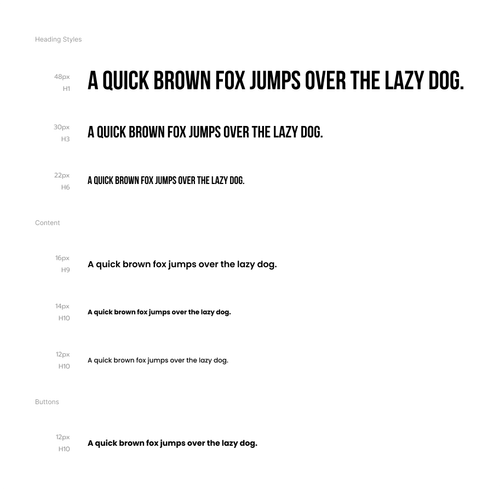 Heading Styles
48px
H1
A QUICK BROWN FOX JUMPS OVER THE LAZY DOG.
30px
H3
A QUICK BROWN FOX JUMPS OVER THE LAZY DOG.
22px
H6
A QUICK BROWN FOX JUMPS OVER THE LAZY DOG.
Content
16px
H9
A quick brown fox jumps over the lazy dog.
14px
H10
A quick brown fox jumps over the lazy dog.
12px
H10
A quick brown fox jumps over the lazy dog.
Buttons
12px
H10
A quick brown fox jumps over the lazy dog.